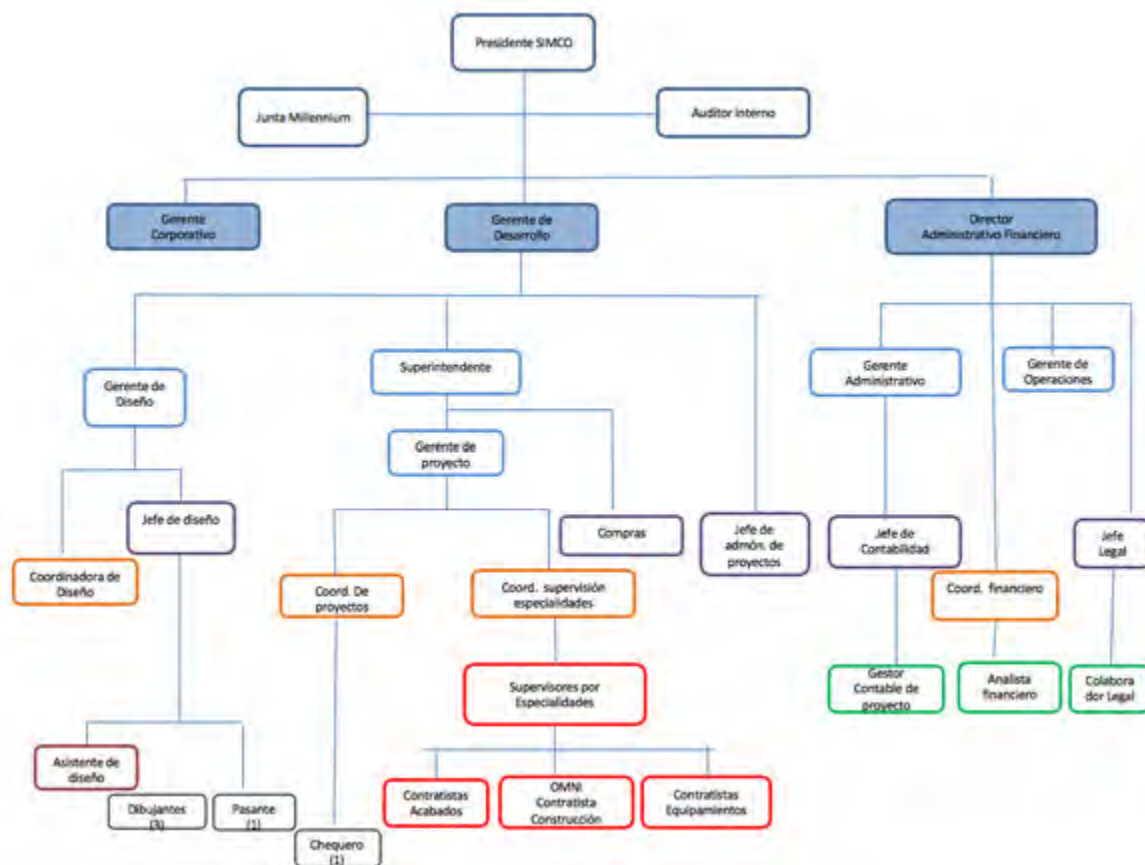 Presidente SIMCO
Junta Millennium
Auditor Interno
Gerente
Corporativo
Gerente de
Desarrollo
Director
Administrativo Financiero
Gerente de
Diseño
Superintendente
Gerente
Administrativo
Gerente de
Operaciones
Gerente de
proyecto
Jefe de diseño
Compras
Jefe de
admón. de
proyectos
Jefe de
Contabilidad
Jefe
Legal
Coordinadora de
Diseño
Coord. De
proyectos
Coord. supervisión
especialidades
Coord. financiero
Supervisores por
Especialidades
Gestor
Contable de
proyecto
Analista
financiero
Colabora
dor Legal
Asistente de
diseño
Dibujantes
(3)
Pasante
(1)
Chequero
(1)
Contratistas
Acabados
OMNI
Contratista
Construcción
Contratistas
Equipamientos